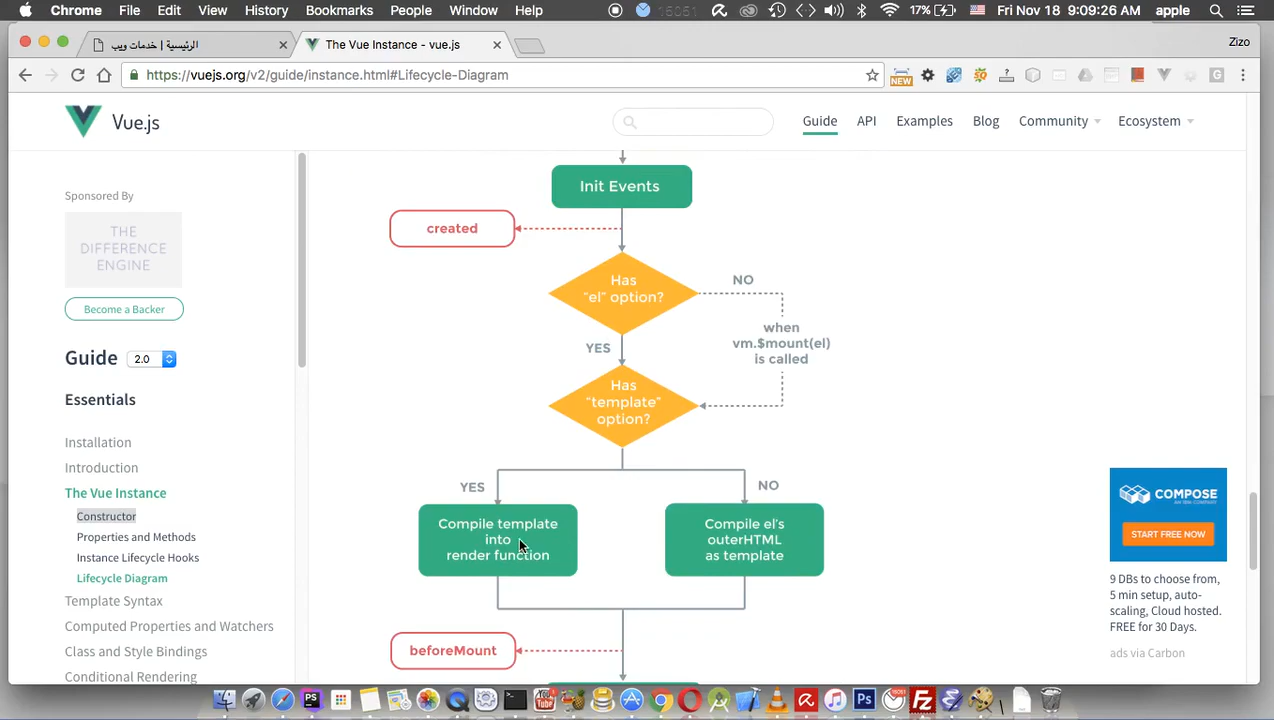 Chrome File Edit View History Bookmarks People Window Help 17% Fri Nov 18 9:09:26 AM apple
الرئيسية | خدمات ويب
The Vue Instance - vue.js
Zizo
https://vuejs.org/v2/guide/instance.html#Lifecycle-Diagram
NEW
Vue.js
Guide API Examples Blog Community Ecosystem
Sponsored By
THE
DIFFERENCE
ENGINE
Become a Backer
Guide 2.0
Essentials
Installation
Introduction
The Vue Instance
Constructor
Properties and Methods
Instance Lifecycle Hooks
Lifecycle Diagram
Template Syntax
Computed Properties and Watchers
Class and Style Bindings
Conditional Rendering
Init Events
created
Has
"el" option?
NO
when
vm.$mount(el)
is called
YES
Has
"template"
option?
YES
NO
Compile template
into
render function
Compile el's
outerHTML
as template
beforeMount
COMPOSE
START FREE NOW
9 DBs to choose from,
5 min setup, auto-
scaling, Cloud hosted.
FREE for 30 Days.
ads via Carbon